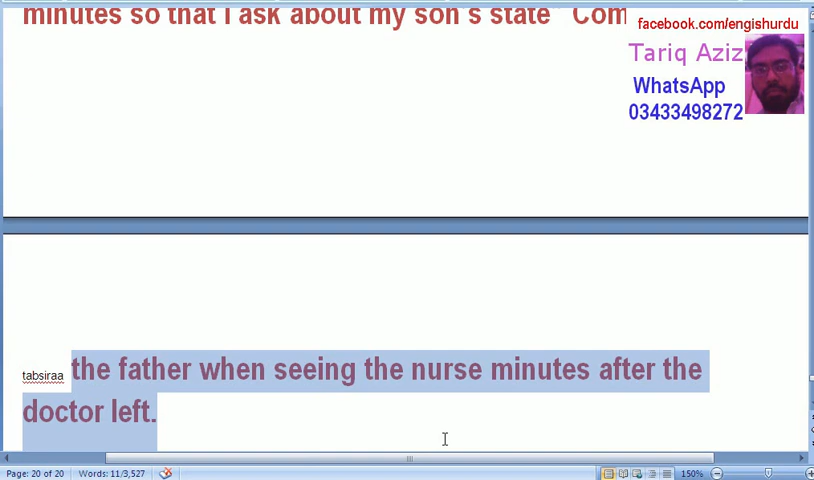 minutes so that I ask about my son's state "Com
facebook.com/engishurdu
Tariq Aziz
WhatsApp
03433498272
tabsiraa the father when seeing the nurse minutes after the
doctor left.
Page: 20 of 20 Words: 11/3,527 150%